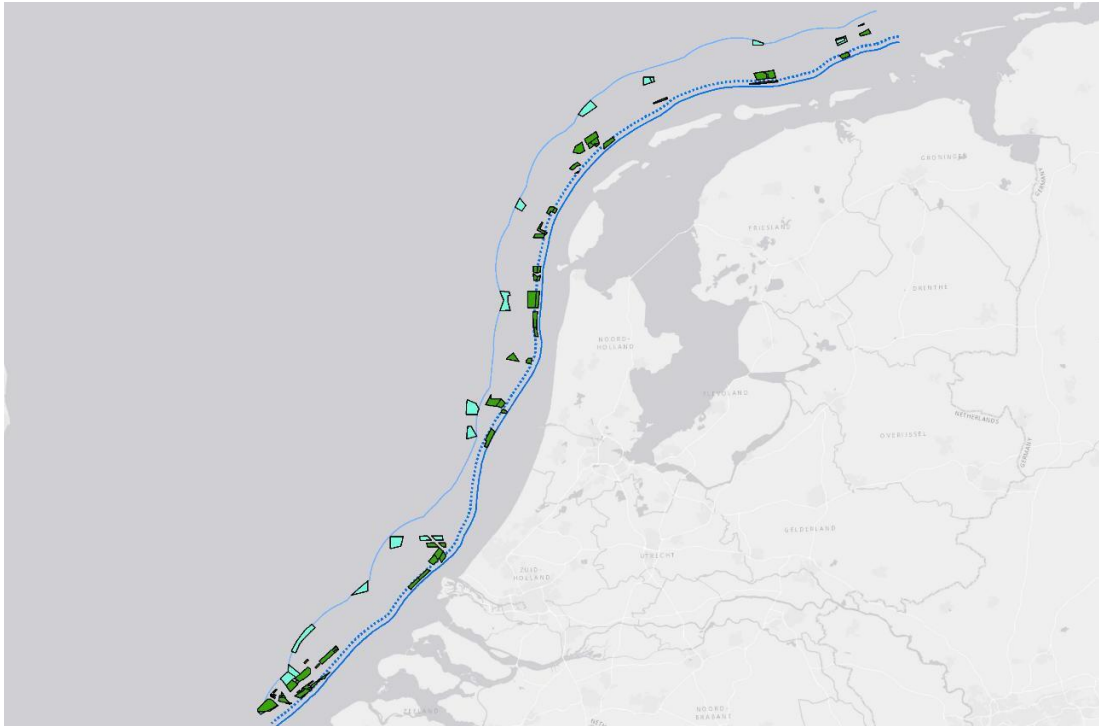 GRONINGEN
GERMANY
FRIESLAND
DRENTHE
NOORD-
HOLLAND
FLEVOLAND
NETHERLANDS
GERMANY
OVERIJSSEL
GELDERLAND
UTRECHT
ZUID-
HOLLAND
ZEELAND
NOORD-
BRABANT